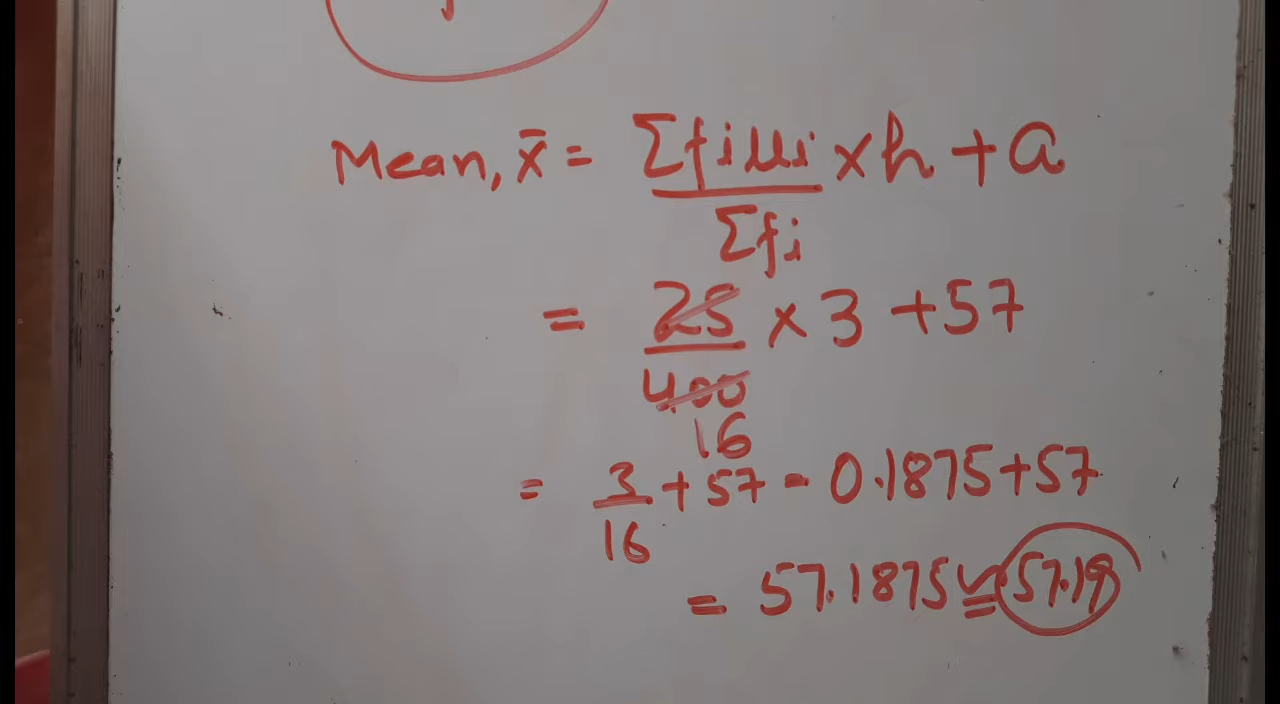 Mean, x̄ = Σfiui/Σfi × h + a
= 25/400 × 3 + 57
16
= 3/16 + 57 = 0.1875 + 57
= 57.1875 ≅ 57.19